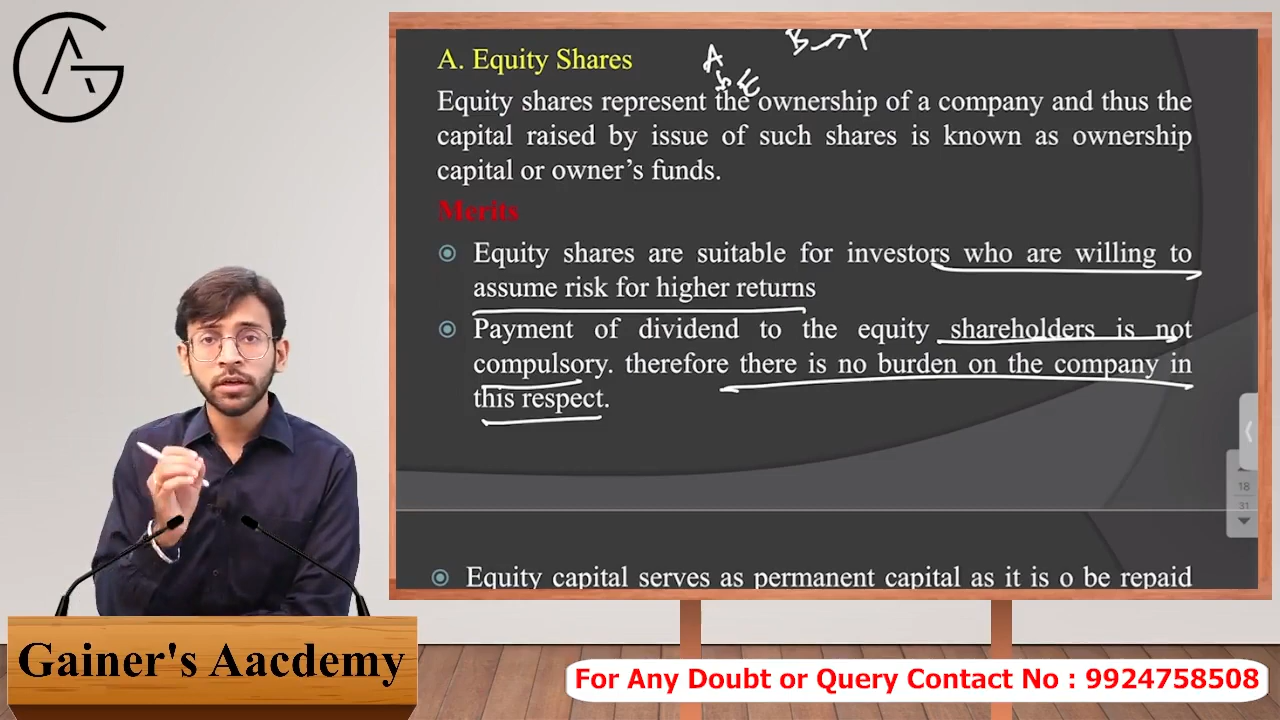 A. Equity Shares
B → P
A
↳ E
Equity shares represent the ownership of a company and thus the
capital raised by issue of such shares is known as ownership
capital or owner's funds.
Merits
Equity shares are suitable for investors who are willing to
assume risk for higher returns
Payment of dividend to the equity shareholders is not
compulsory. therefore there is no burden on the company in
this respect.
18
31
Equity capital serves as permanent capital as it is o be repaid
Gainer's Aacdemy
For Any Doubt or Query Contact No : 9924758508